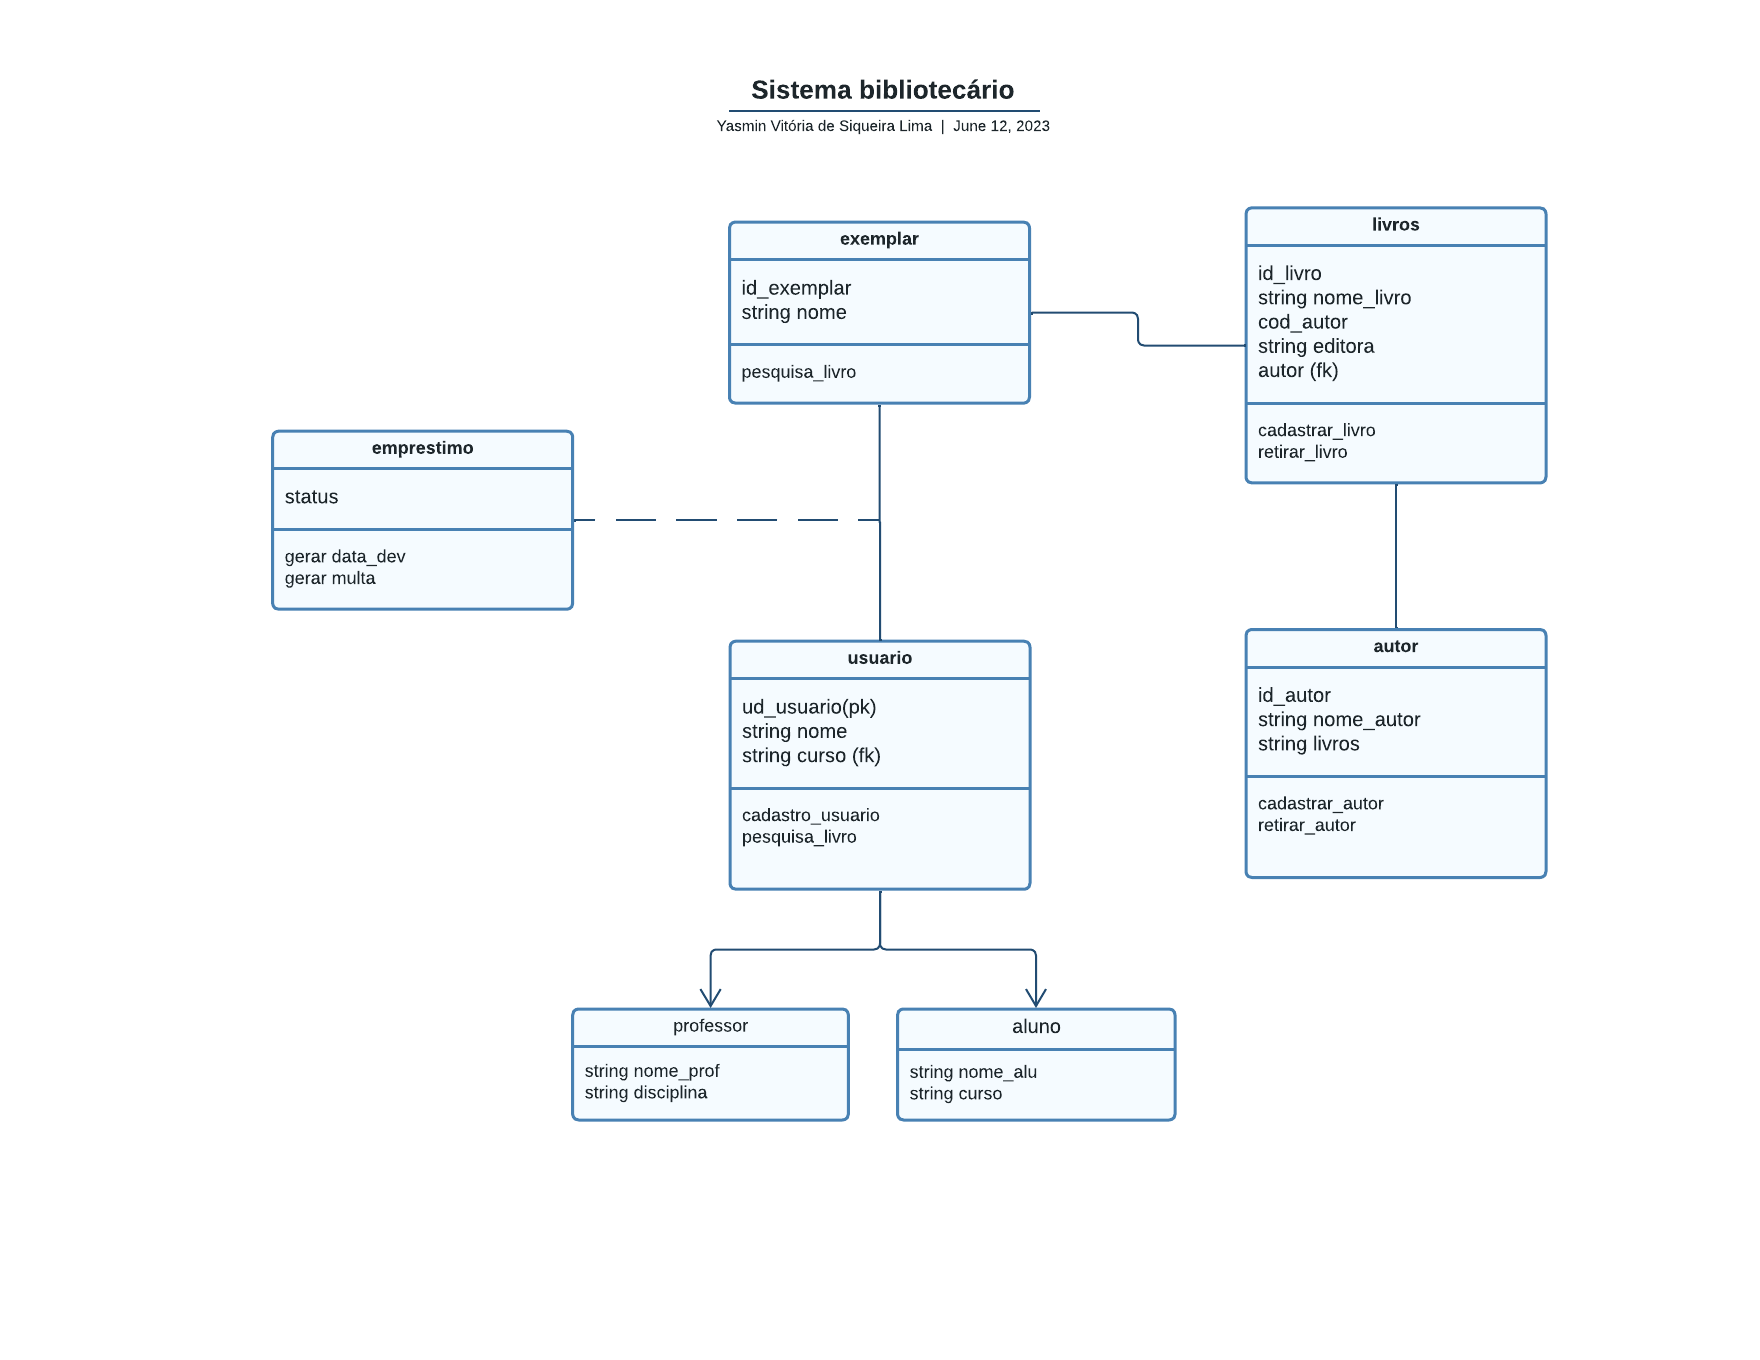 Sistema bibliotecário
Yasmin Vitória de Siqueira Lima | June 12, 2023
exemplar
id_exemplar
string nome
pesquisa_livro
livros
id_livro
string nome_livro
cod_autor
string editora
autor (fk)
cadastrar_livro
retirar_livro
emprestimo
status
gerar data_dev
gerar multa
usuario
ud_usuario(pk)
string nome
string curso (fk)
cadastro_usuario
pesquisa_livro
autor
id_autor
string nome_autor
string livros
cadastrar_autor
retirar_autor
professor
string nome_prof
string disciplina
aluno
string nome_alu
string curso